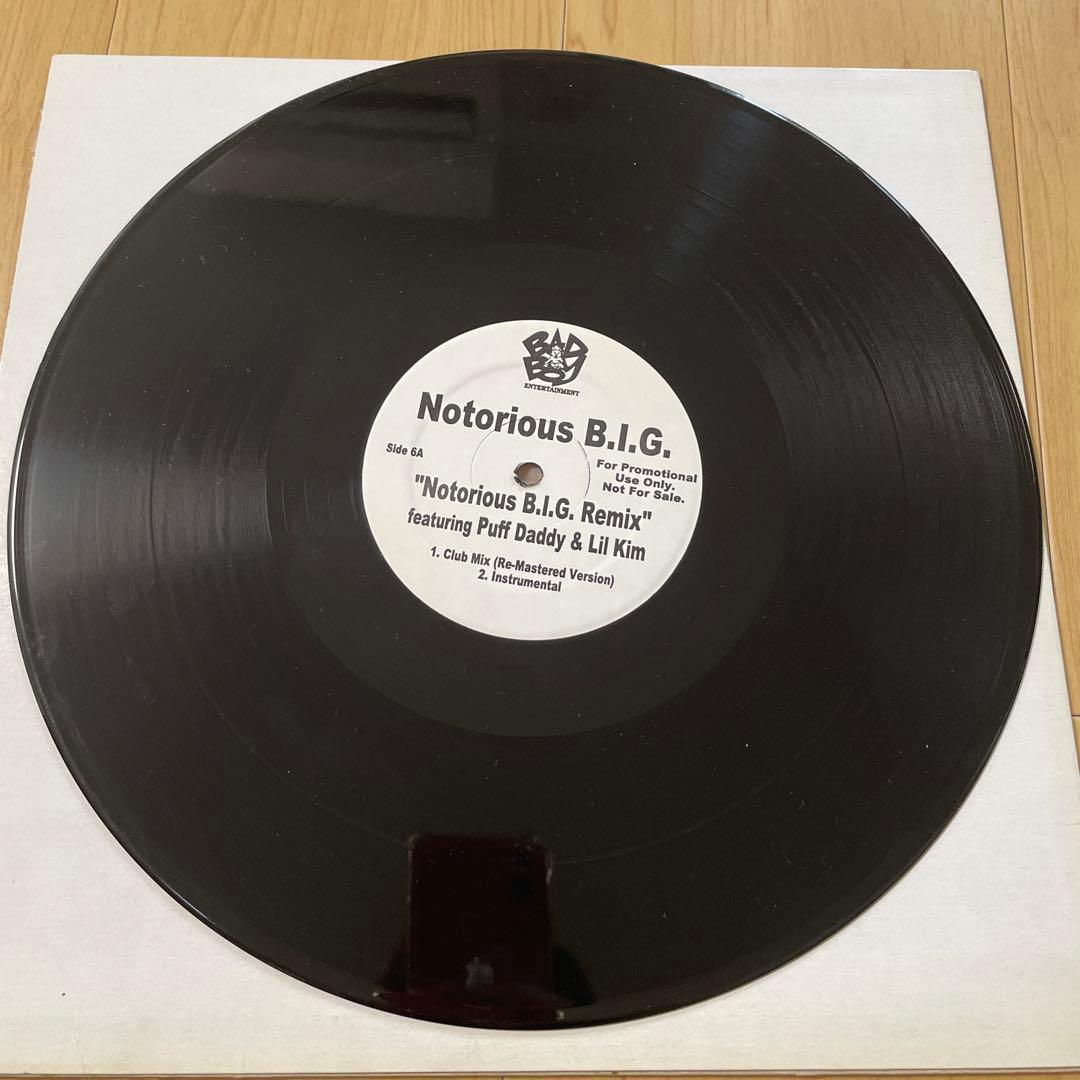 BAD
BOY
ENTERTAINMENT
Notorious B.I.G.
Side 6A
For Promotional
Use Only.
Not For Sale.
"Notorious B.I.G. Remix"
featuring Puff Daddy & Lil Kim
1. Club Mix (Re-Mastered Version)
2. Instrumental